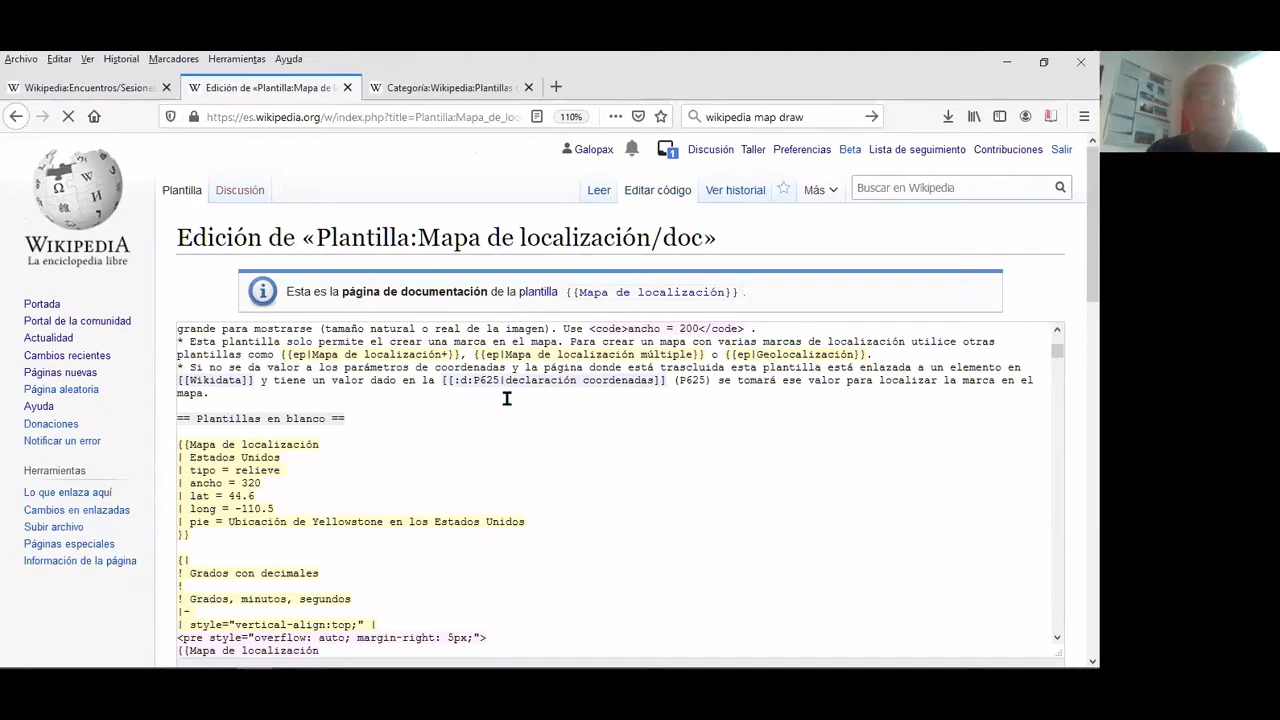 Archivo Editar Ver Historial Marcadores Herramientas Ayuda
Wikipedia:Encuentros/Sesione
Edición de «Plantilla:Mapa de l
Categoría:Wikipedia:Plantillas
https://es.wikipedia.org/w/index.php?title=Plantilla:Mapa_de_lo
110%
wikipedia map draw
Galopax
1
Discusión Taller Preferencias Beta Lista de seguimiento Contribuciones Salir
Plantilla Discusión
Leer Editar código Ver historial Más
Buscar en Wikipedia
WIKIPEDIA
La enciclopedia libre
Portada
Portal de la comunidad
Actualidad
Cambios recientes
Páginas nuevas
Página aleatoria
Ayuda
Donaciones
Notificar un error
Herramientas
Lo que enlaza aquí
Cambios en enlazadas
Subir archivo
Páginas especiales
Información de la página
Edición de «Plantilla:Mapa de localización/doc»
Esta es la página de documentación de la plantilla {{Mapa de localización}} .
grande para mostrarse (tamaño natural o real de la imagen). Use <code>ancho = 200</code> .
* Esta plantilla solo permite el crear una marca en el mapa. Para crear un mapa con varias marcas de localización utilice otras
plantillas como {{ep|Mapa de localización+}}, {{ep|Mapa de localización múltiple}} o {{ep|Geolocalización}}.
* Si no se da valor a los parámetros de coordenadas y la página donde está trascluida esta plantilla está enlazada a un elemento en
[[Wikidata]] y tiene un valor dado en la [[:d:P625|declaración coordenadas]] (P625) se tomará ese valor para localizar la marca en el
mapa.
== Plantillas en blanco ==
{{Mapa de localización
| Estados Unidos
| tipo = relieve
| ancho = 320
| lat = 44.6
| long = -110.5
| pie = Ubicación de Yellowstone en los Estados Unidos
}}
{|
! Grados con decimales
!
! Grados, minutos, segundos
|-
| style="vertical-align:top;" |
<pre style="overflow: auto; margin-right: 5px;">
{{Mapa de localización